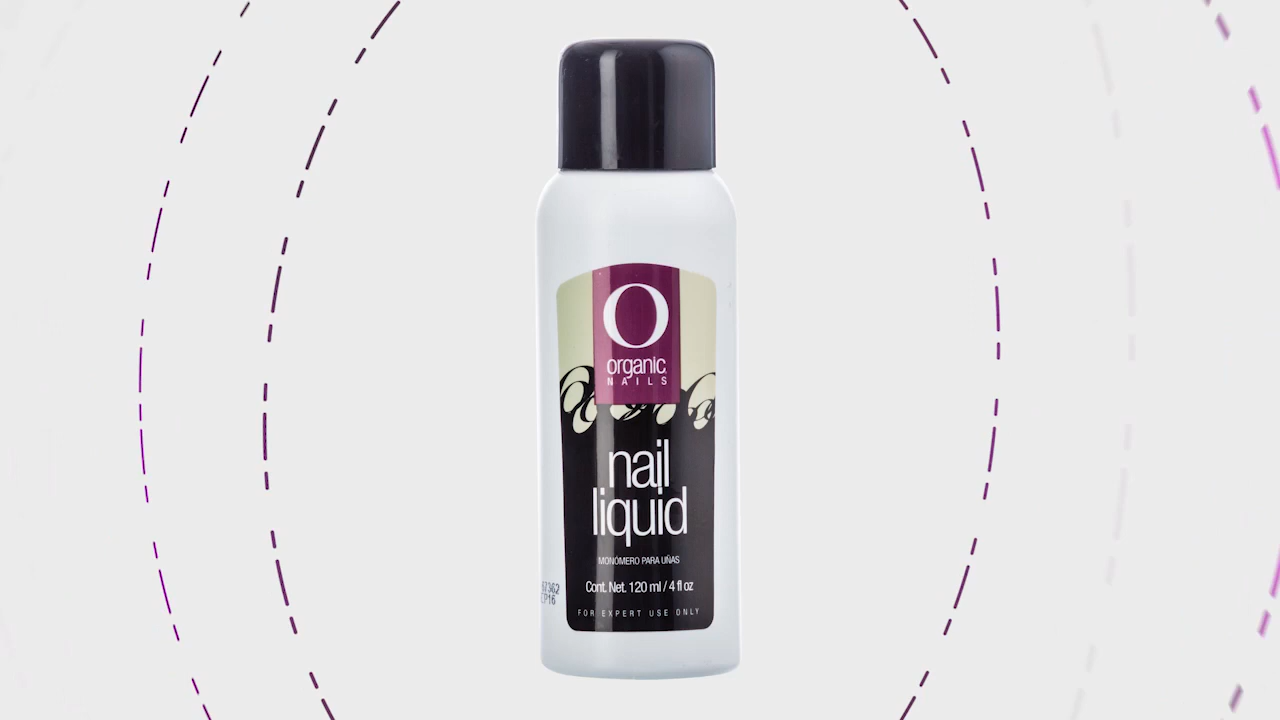 O
organic
NAILS
nail
liquid
MONÓMERO PARA UÑAS
Cont. Net. 120 ml / 4 fl oz
FOR EXPERT USE ONLY